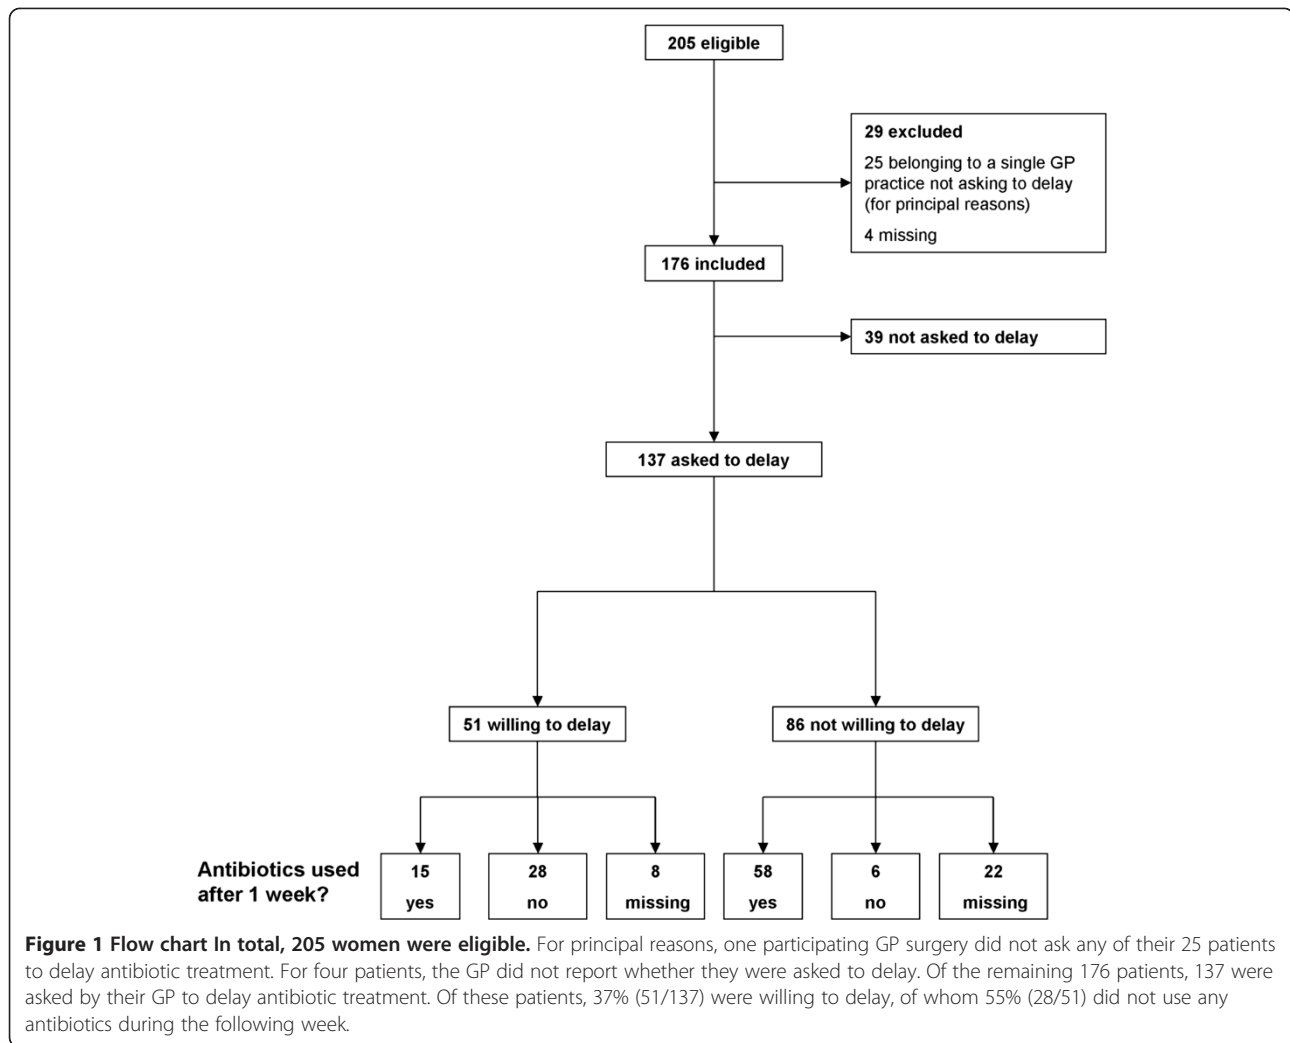 205 eligible
29 excluded
25 belonging to a single GP
practice not asking to delay
(for principal reasons)
4 missing
176 included
39 not asked to delay
137 asked to delay
51 willing to delay
86 not willing to delay
Antibiotics used
after 1 week?
15
yes
28
no
8
missing
58
yes
6
no
22
missing
Figure 1 Flow chart In total, 205 women were eligible. For principal reasons, one participating GP surgery did not ask any of their 25 patients
to delay antibiotic treatment. For four patients, the GP did not report whether they were asked to delay. Of the remaining 176 patients, 137 were
asked by their GP to delay antibiotic treatment. Of these patients, 37% (51/137) were willing to delay, of whom 55% (28/51) did not use any
antibiotics during the following week.